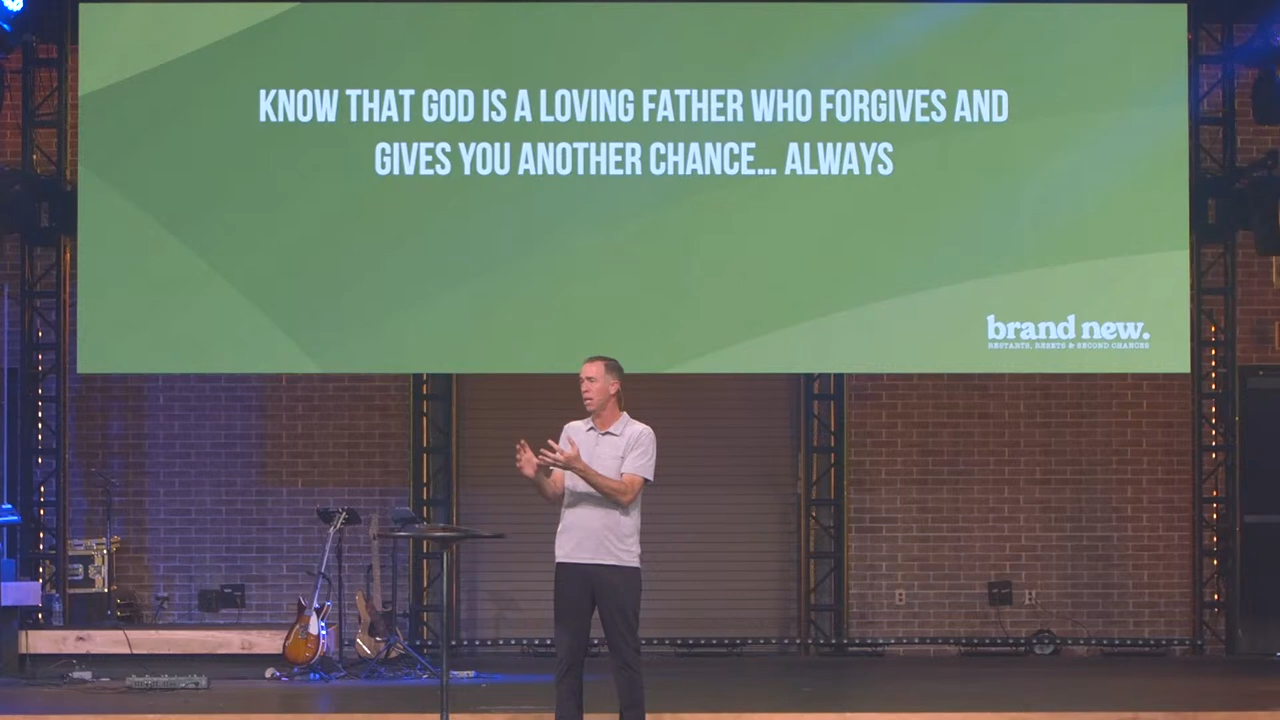 KNOW THAT GOD IS A LOVING FATHER WHO FORGIVES AND
GIVES YOU ANOTHER CHANCE... ALWAYS
brand new.
RESTARTS, RESETS & SECOND CHANCES